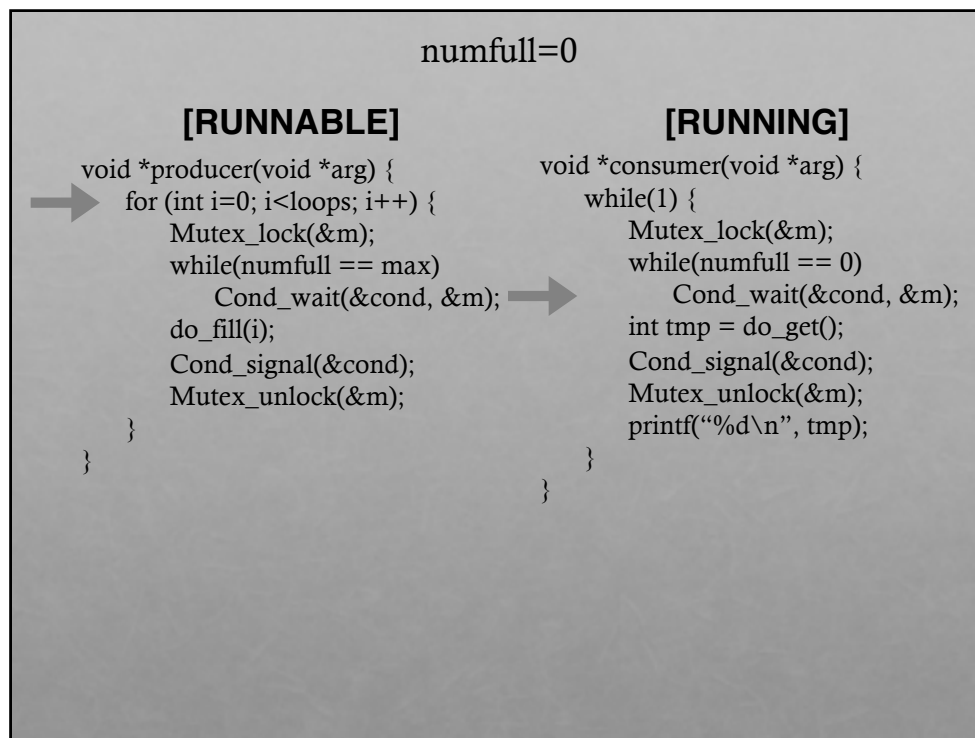 numfull=0
[RUNNABLE]
void *producer(void *arg) {
for (int i=0; i<loops; i++) {
Mutex_lock(&m);
while(numfull == max)
Cond_wait(&cond, &m);
do_fill(i);
Cond_signal(&cond);
Mutex_unlock(&m);
}
}
[RUNNING]
void *consumer(void *arg) {
while(1) {
Mutex_lock(&m);
while(numfull == 0)
Cond_wait(&cond, &m);
int tmp = do_get();
Cond_signal(&cond);
Mutex_unlock(&m);
printf(“%d\n”, tmp);
}
}